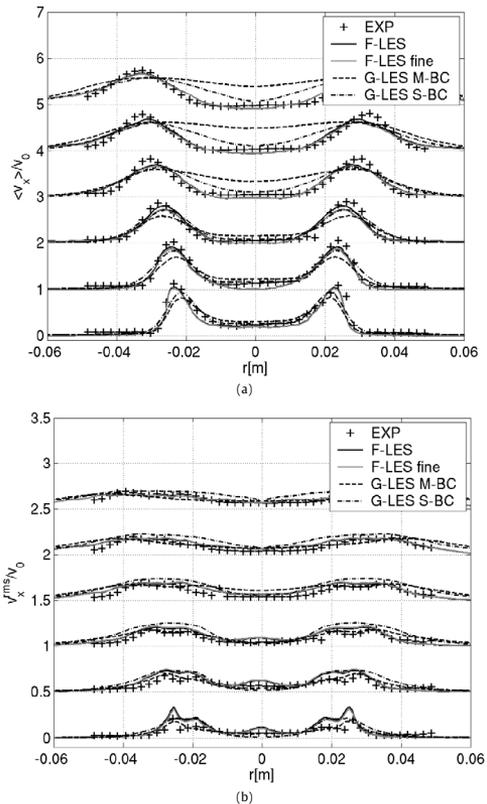 7
6
5
4
3
2
1
0
<v_x>/v_0
EXP
F-LES
F-LES fine
G-LES M-BC
G-LES S-BC
-0.06 -0.04 -0.02 0 0.02 0.04 0.06
r[m]
(a)
3.5
3
2.5
2
1.5
1
0.5
0
v_x^rms/v_0
EXP
F-LES
F-LES fine
G-LES M-BC
G-LES S-BC
-0.06 -0.04 -0.02 0 0.02 0.04 0.06
r[m]
(b)